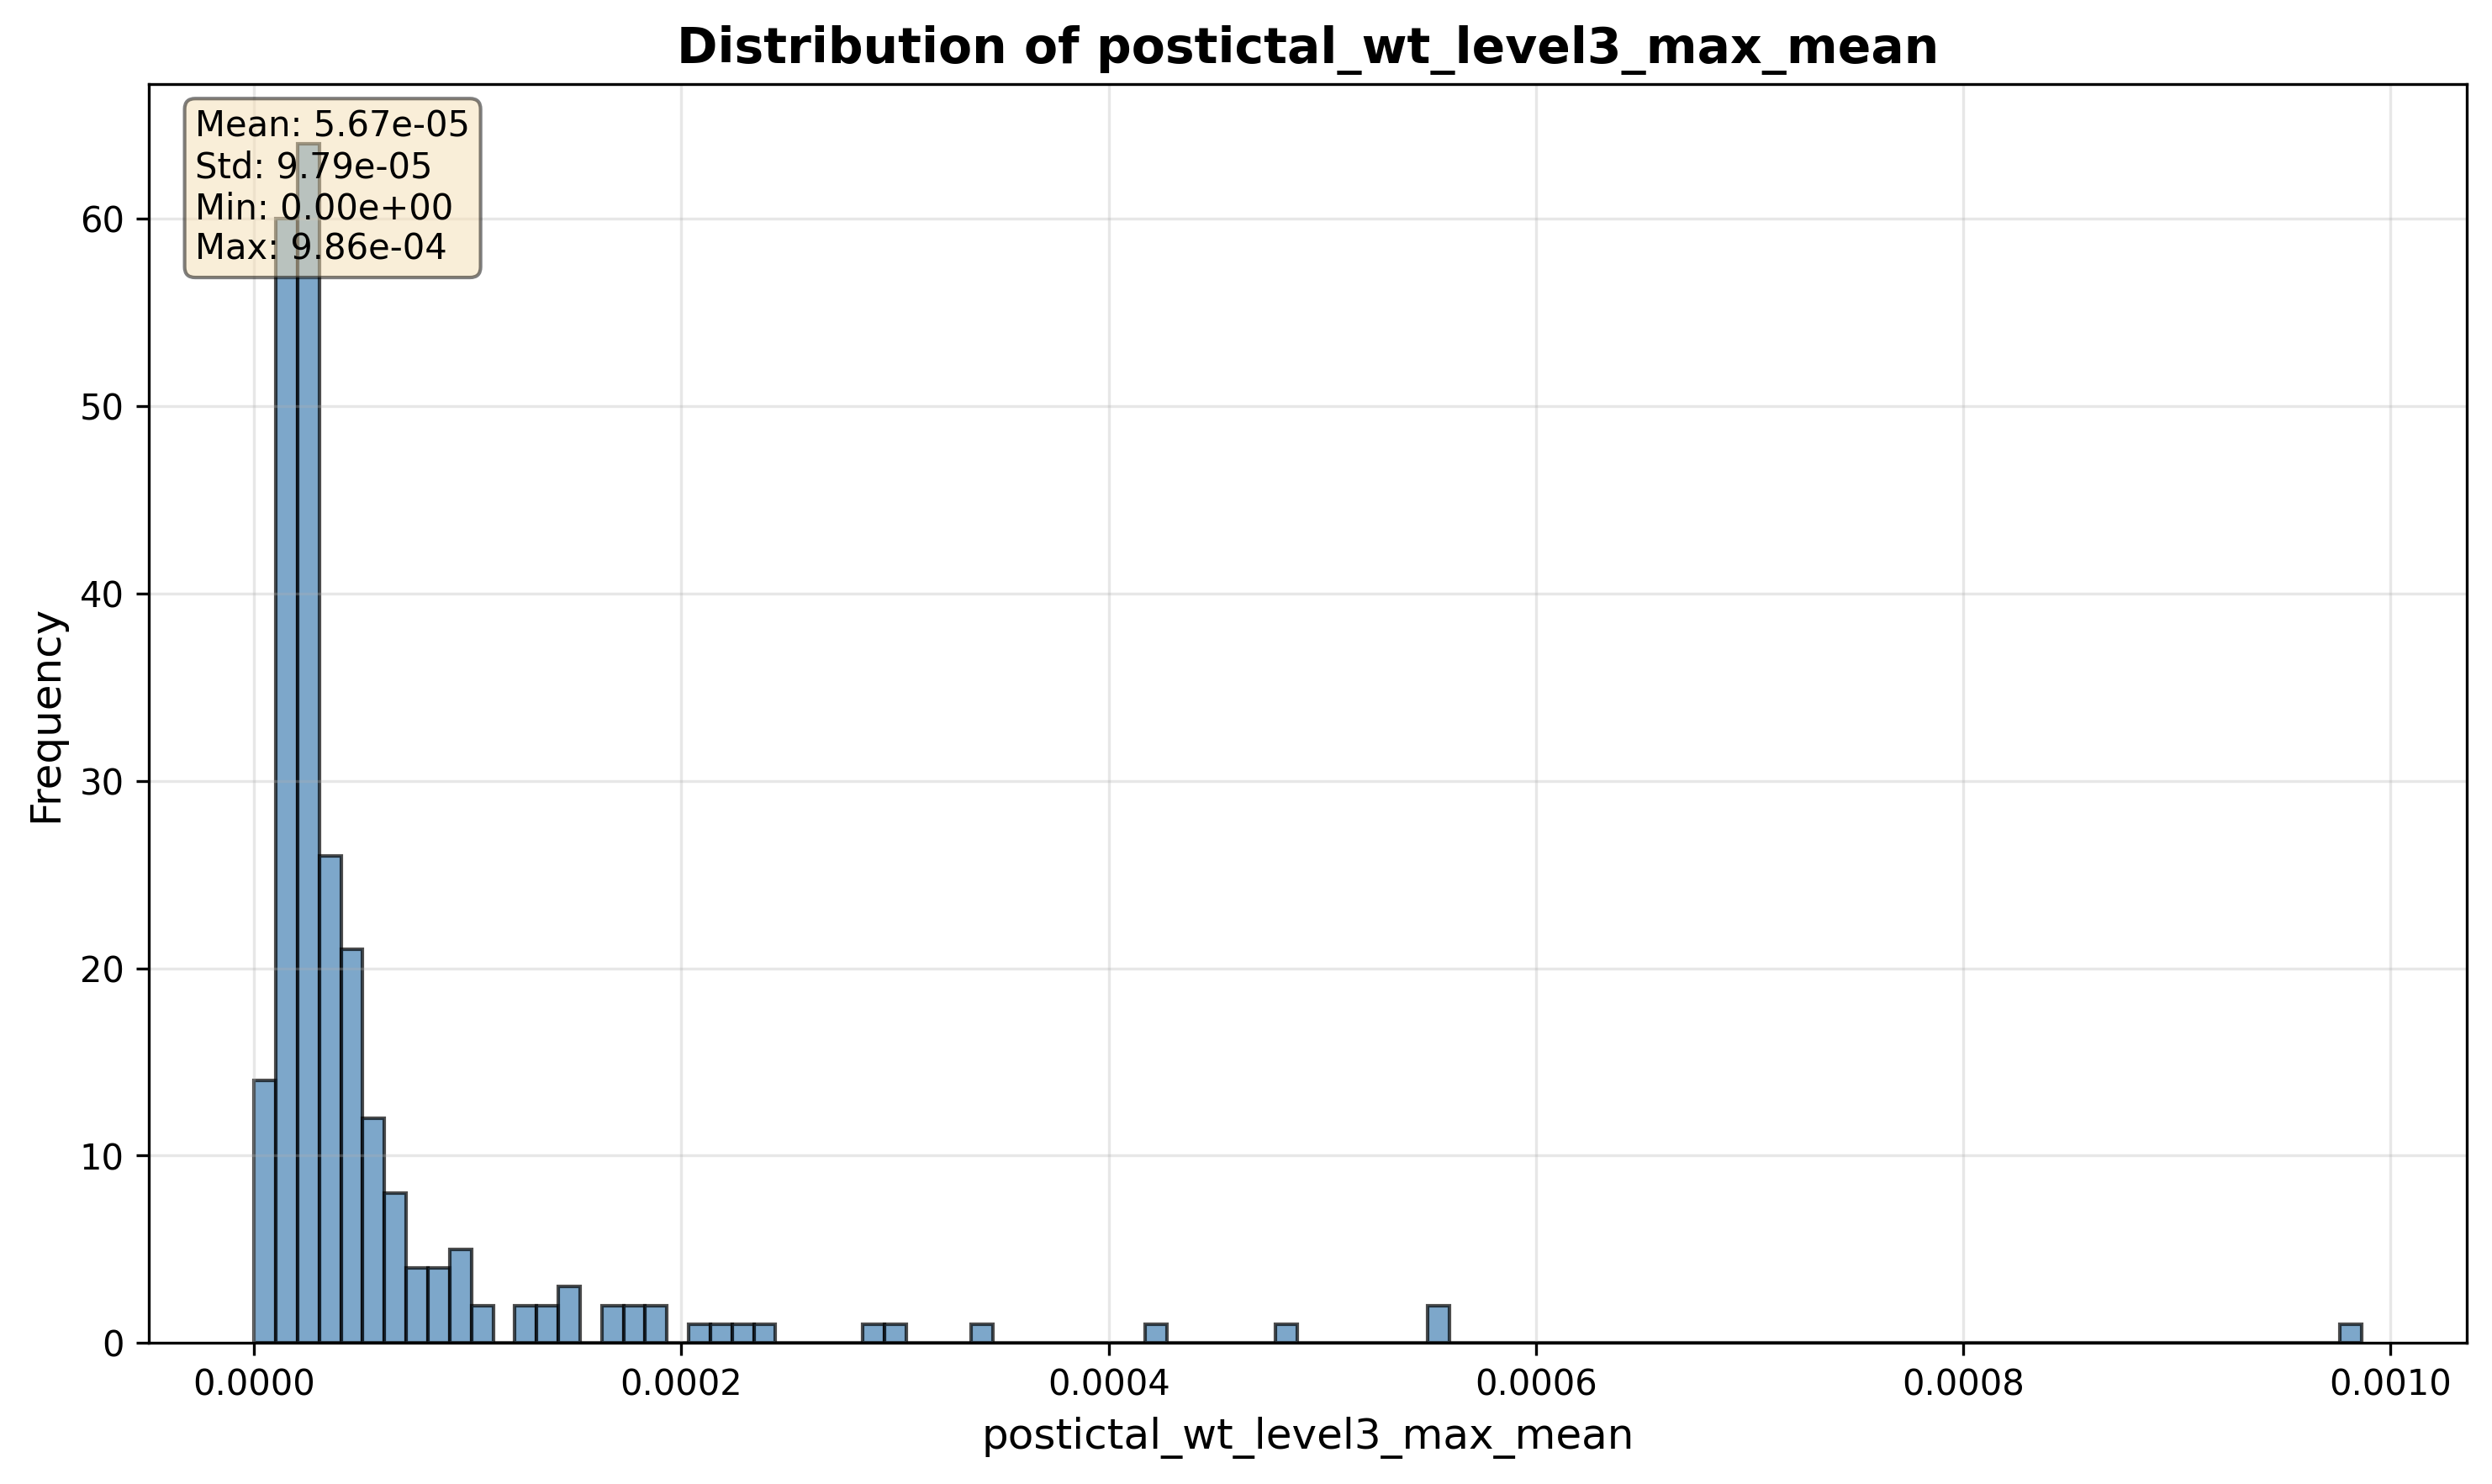 Distribution of postictal_wt_level3_max_mean
Mean: 5.67e-05
Std: 9.79e-05
Min: 0.00e+00
Max: 9.86e-04
60
50
40
30
20
10
0
Frequency
0.0000 0.0002 0.0004 0.0006 0.0008 0.0010
postictal_wt_level3_max_mean